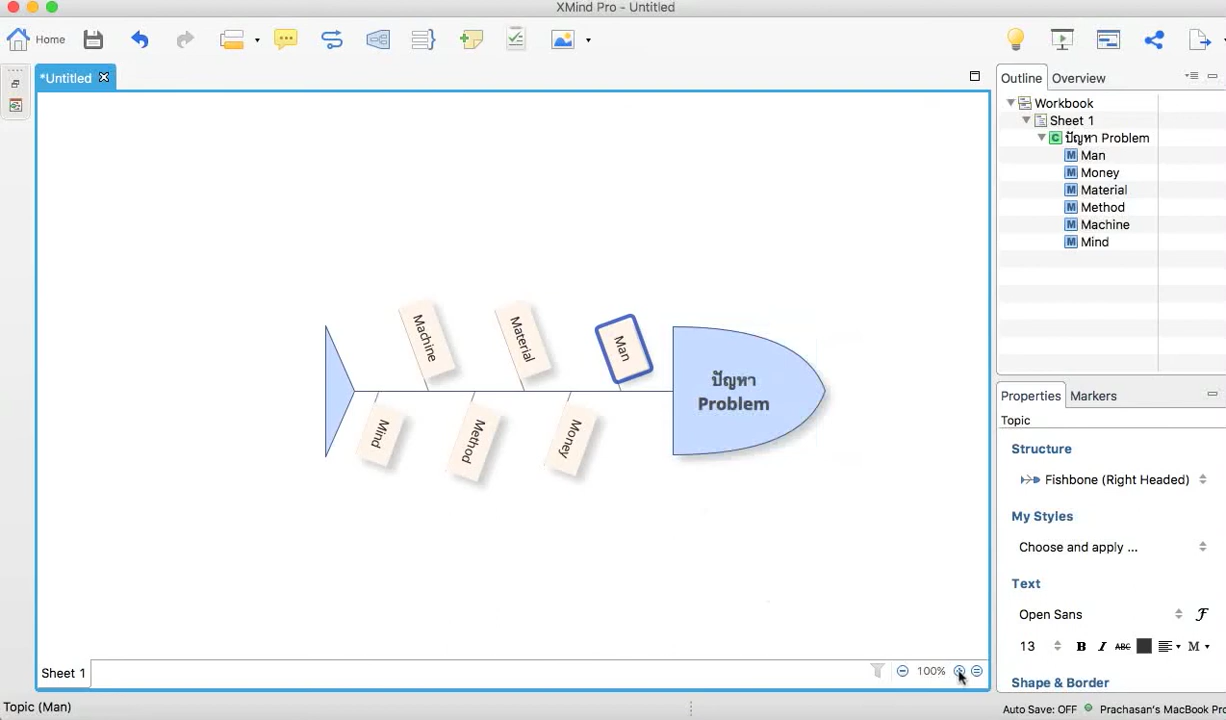 XMind Pro - Untitled
Home
*Untitled
Outline
Overview
Workbook
Sheet 1
ปัญหา Problem
Man
Money
Material
Method
Machine
Mind
Machine
Material
Man
ปัญหา
Problem
Mind
Method
Money
Properties
Markers
Topic
Structure
Fishbone (Right Headed)
My Styles
Choose and apply ...
Text
Open Sans
13
B I ABC M
Shape & Border
Sheet 1
100%
Topic (Man)
Auto Save: OFF
Prachasan's MacBook Pro